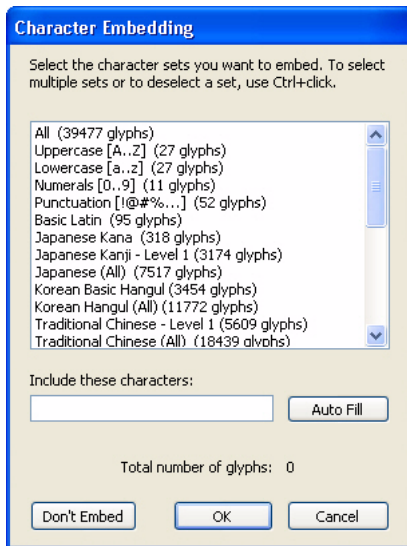 Character Embedding
Select the character sets you want to embed. To select
multiple sets or to deselect a set, use Ctrl+click.
All (39477 glyphs)
Uppercase [A..Z] (27 glyphs)
Lowercase [a..z] (27 glyphs)
Numerals [0..9] (11 glyphs)
Punctuation [!@#%...] (52 glyphs)
Basic Latin (95 glyphs)
Japanese Kana (318 glyphs)
Japanese Kanji - Level 1 (3174 glyphs)
Japanese (All) (7517 glyphs)
Korean Basic Hangul (3454 glyphs)
Korean Hangul (All) (11772 glyphs)
Traditional Chinese - Level 1 (5609 glyphs)
Traditional Chinese (All) (18439 glyphs)
Include these characters:
Auto Fill
Total number of glyphs: 0
Don't Embed OK Cancel